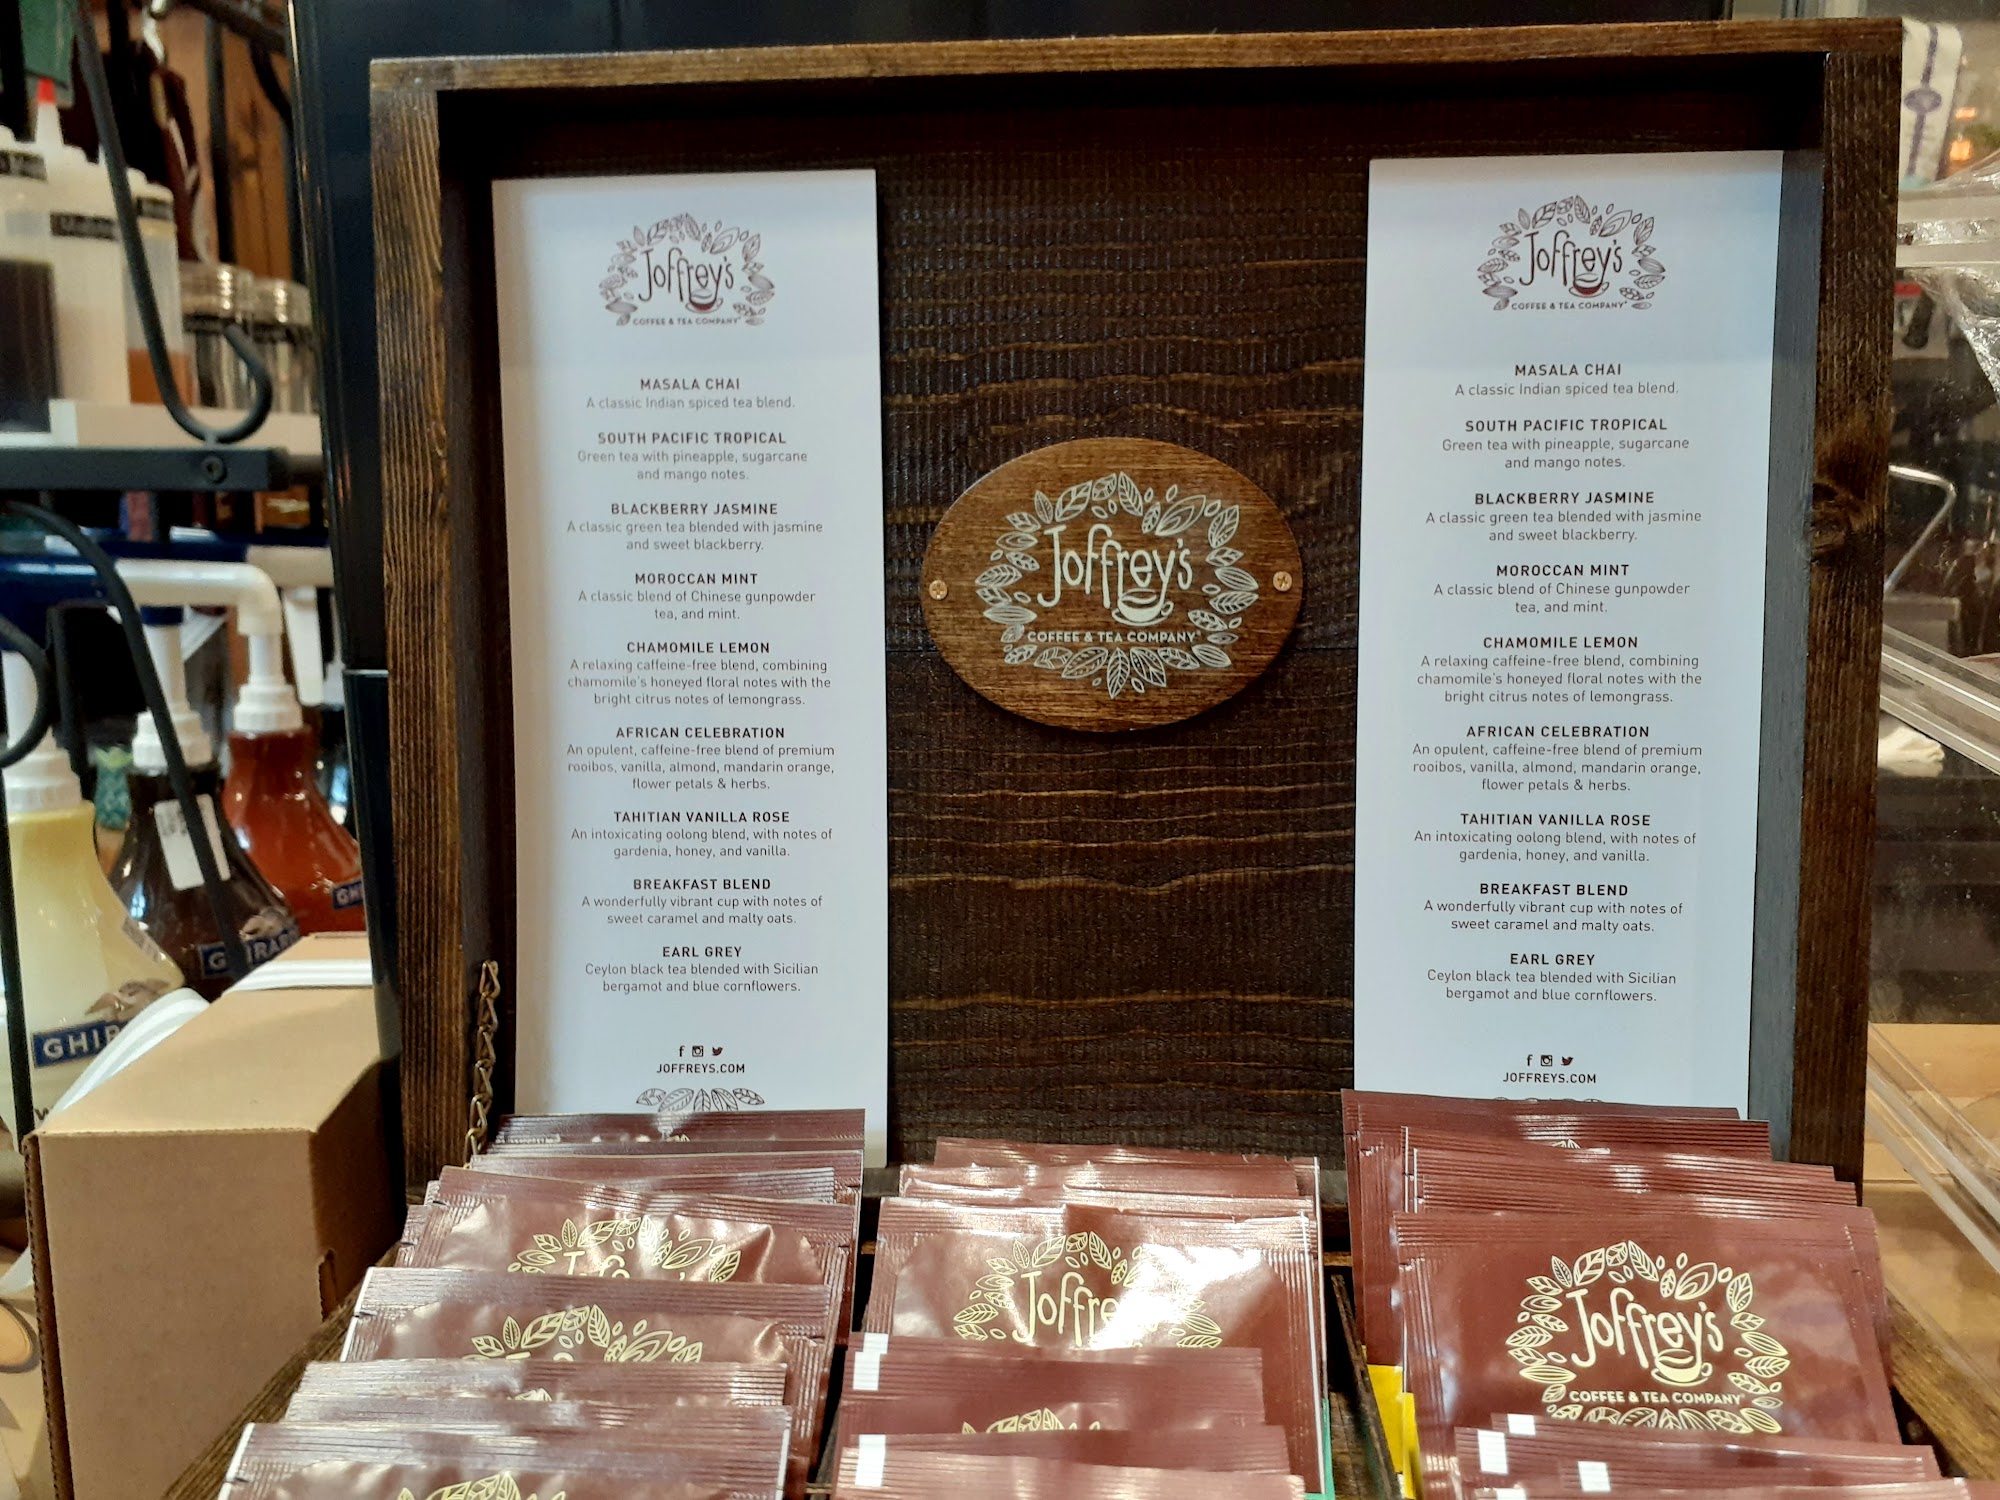 Joffrey's
COFFEE & TEA COMPANY
MASALA CHAI
A classic Indian spiced tea blend.
SOUTH PACIFIC TROPICAL
Green tea with pineapple, sugarcane
and mango notes.
BLACKBERRY JASMINE
A classic green tea blended with jasmine
and sweet blackberry.
MOROCCAN MINT
A classic blend of Chinese gunpowder
tea, and mint.
CHAMOMILE LEMON
A relaxing caffeine-free blend, combining
chamomile's honeyed floral notes with the
bright citrus notes of lemongrass.
AFRICAN CELEBRATION
An opulent, caffeine-free blend of premium
rooibos, vanilla, almond, mandarin orange,
flower petals & herbs.
TAHITIAN VANILLA ROSE
An intoxicating oolong blend, with notes of
gardenia, honey, and vanilla.
BREAKFAST BLEND
A wonderfully vibrant cup with notes of
sweet caramel and malty oats.
EARL GREY
Ceylon black tea blended with Sicilian
bergamot and blue cornflowers.
JOFFREYS.COM
Joffrey's
COFFEE & TEA COMPANY
Joffrey's
COFFEE & TEA COMPANY
MASALA CHAI
A classic Indian spiced tea blend.
SOUTH PACIFIC TROPICAL
Green tea with pineapple, sugarcane
and mango notes.
BLACKBERRY JASMINE
A classic green tea blended with jasmine
and sweet blackberry.
MOROCCAN MINT
A classic blend of Chinese gunpowder
tea, and mint.
CHAMOMILE LEMON
A relaxing caffeine-free blend, combining
chamomile's honeyed floral notes with the
bright citrus notes of lemongrass.
AFRICAN CELEBRATION
An opulent, caffeine-free blend of premium
rooibos, vanilla, almond, mandarin orange,
flower petals & herbs.
TAHITIAN VANILLA ROSE
An intoxicating oolong blend, with notes of
gardenia, honey, and vanilla.
BREAKFAST BLEND
A wonderfully vibrant cup with notes of
sweet caramel and malty oats.
EARL GREY
Ceylon black tea blended with Sicilian
bergamot and blue cornflowers.
JOFFREYS.COM
GHIR
Joffre
Joffrey's
COFFEE & TEA COMPANY